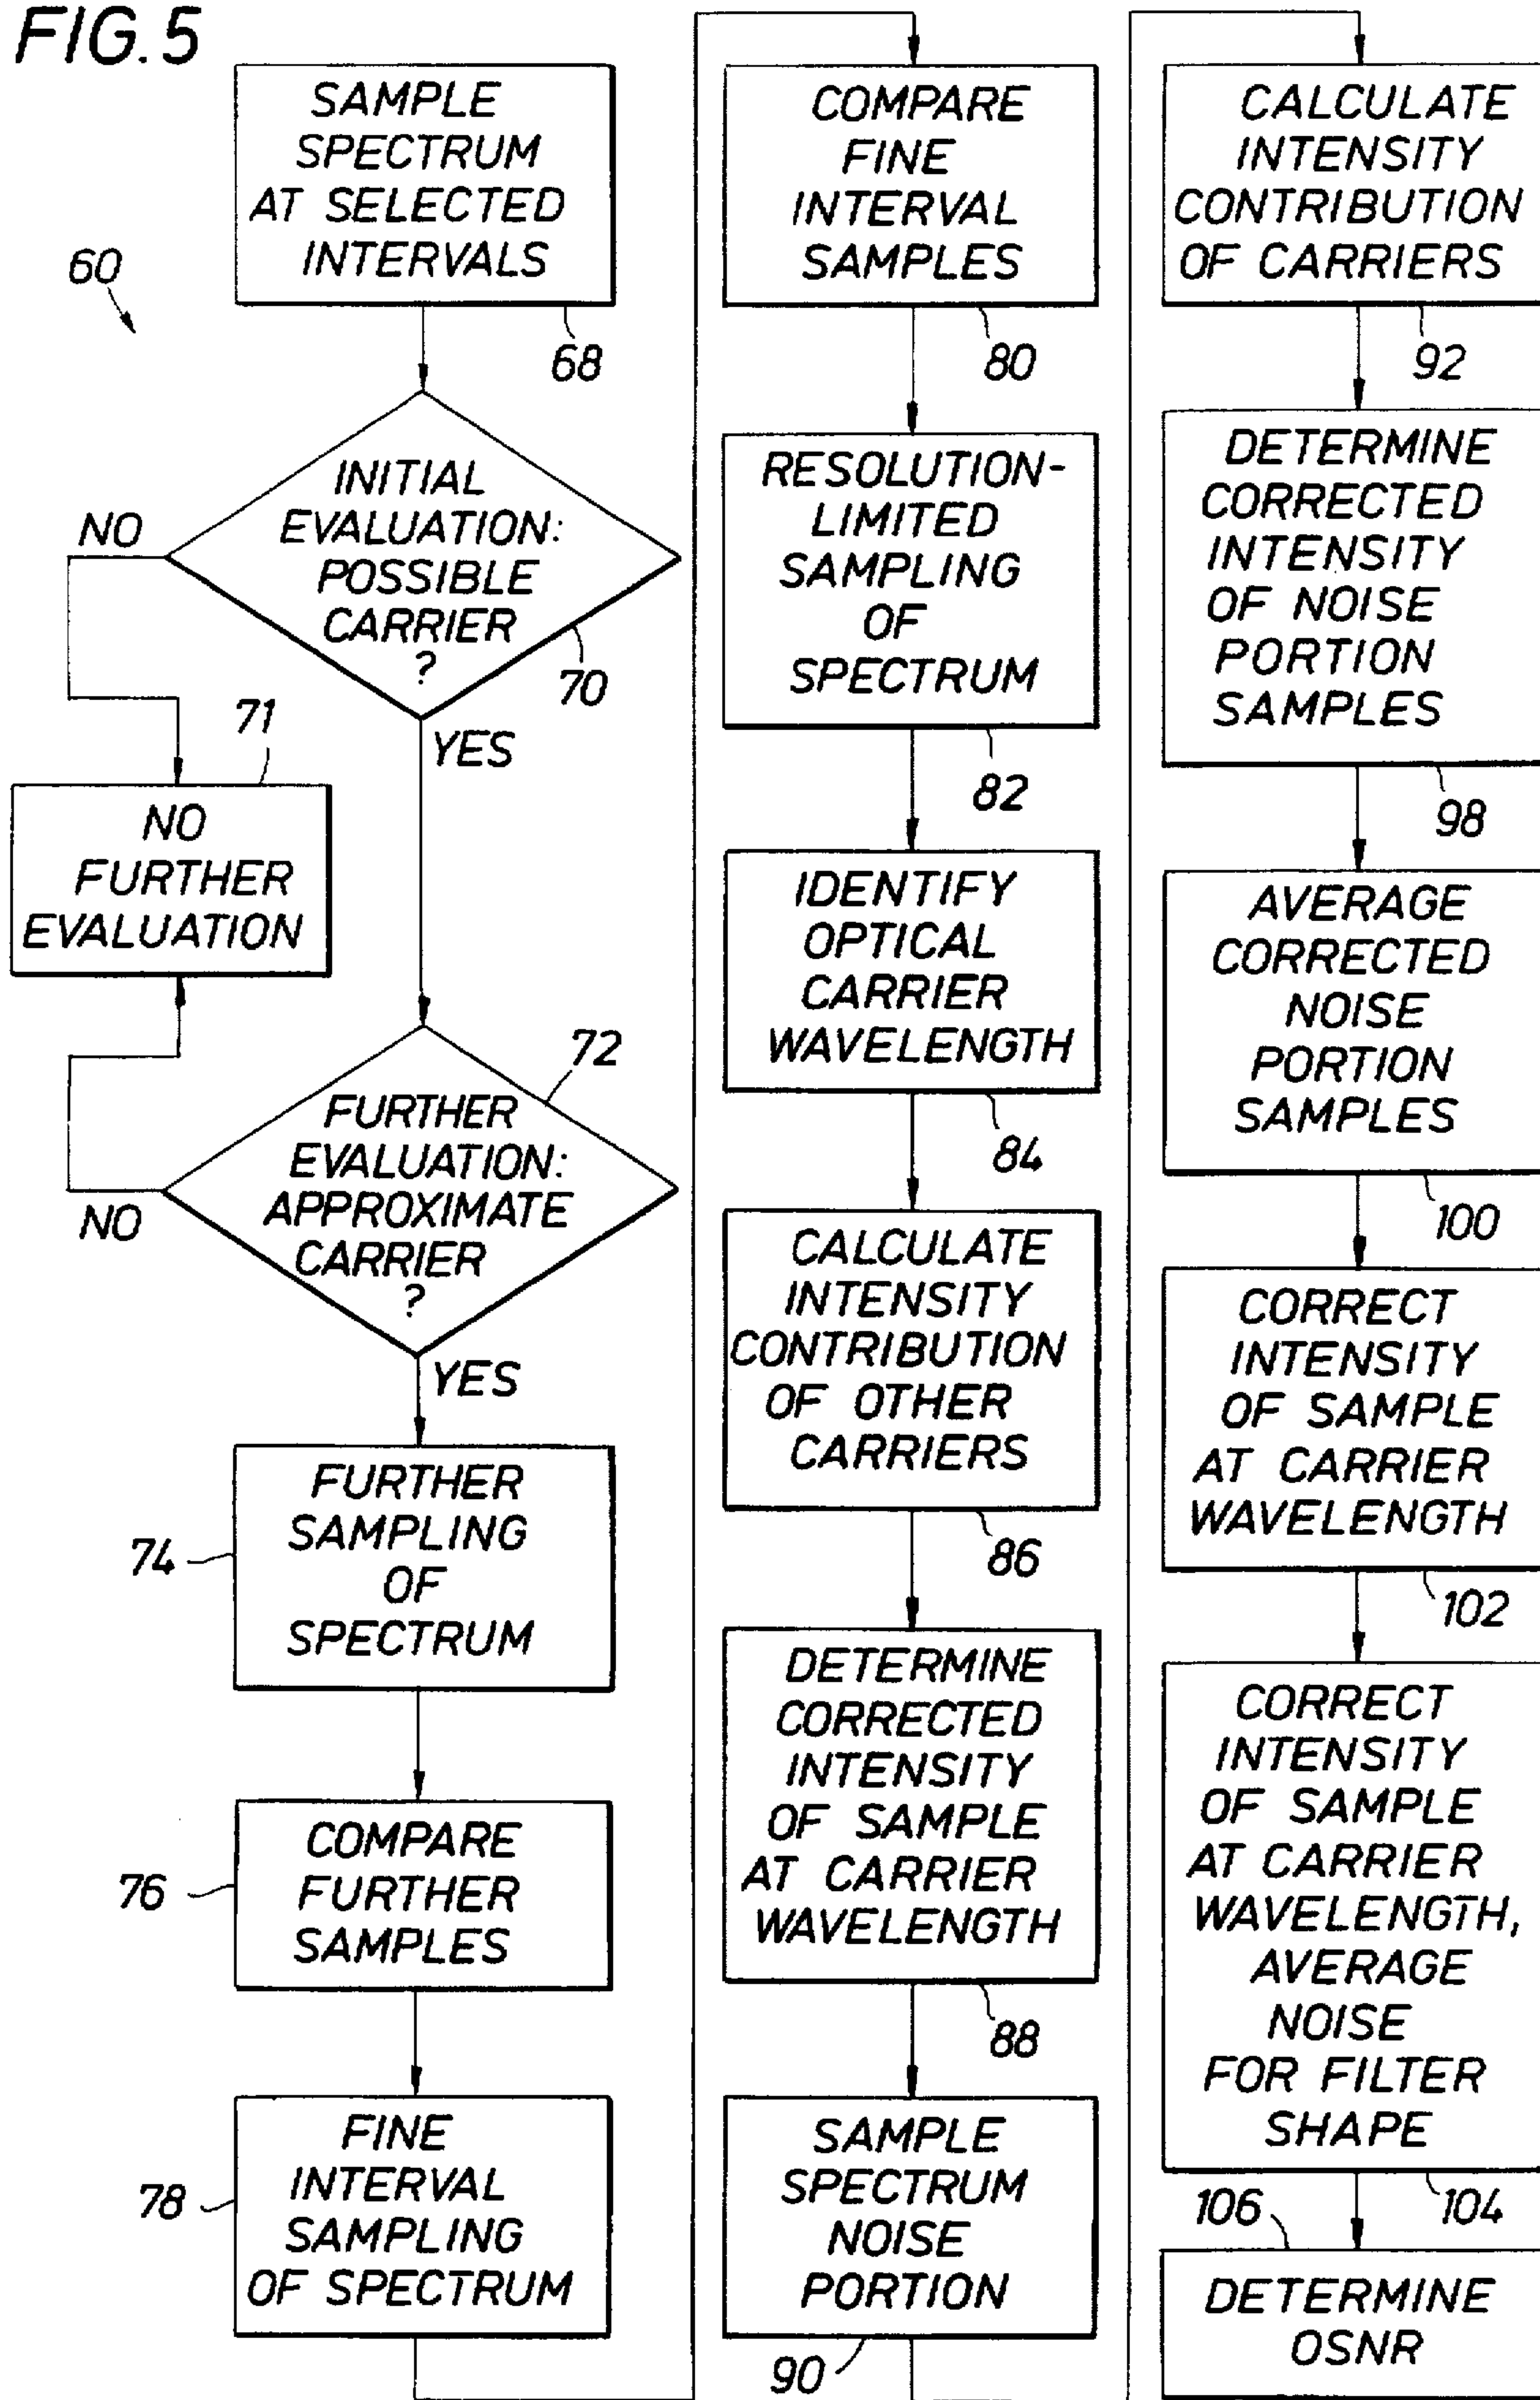 FIG. 5
SAMPLE
SPECTRUM
AT SELECTED
INTERVALS
60
68
INITIAL
EVALUATION:
POSSIBLE
CARRIER
?
NO
70
71
YES
NO
FURTHER
EVALUATION
72
FURTHER
EVALUATION:
APPROXIMATE
CARRIER
?
NO
YES
74
FURTHER
SAMPLING
OF
SPECTRUM
76
COMPARE
FURTHER
SAMPLES
78
FINE
INTERVAL
SAMPLING
OF SPECTRUM
COMPARE
FINE
INTERVAL
SAMPLES
80
RESOLUTION-
LIMITED
SAMPLING
OF
SPECTRUM
82
IDENTIFY
OPTICAL
CARRIER
WAVELENGTH
84
CALCULATE
INTENSITY
CONTRIBUTION
OF OTHER
CARRIERS
86
DETERMINE
CORRECTED
INTENSITY
OF SAMPLE
AT CARRIER
WAVELENGTH
88
SAMPLE
SPECTRUM
NOISE
PORTION
90
CALCULATE
INTENSITY
CONTRIBUTION
OF CARRIERS
92
DETERMINE
CORRECTED
INTENSITY
OF NOISE
PORTION
SAMPLES
98
AVERAGE
CORRECTED
NOISE
PORTION
SAMPLES
100
CORRECT
INTENSITY
OF SAMPLE
AT CARRIER
WAVELENGTH
102
CORRECT
INTENSITY
OF SAMPLE
AT CARRIER
WAVELENGTH,
AVERAGE
NOISE
FOR FILTER
SHAPE
104
106
DETERMINE
OSNR